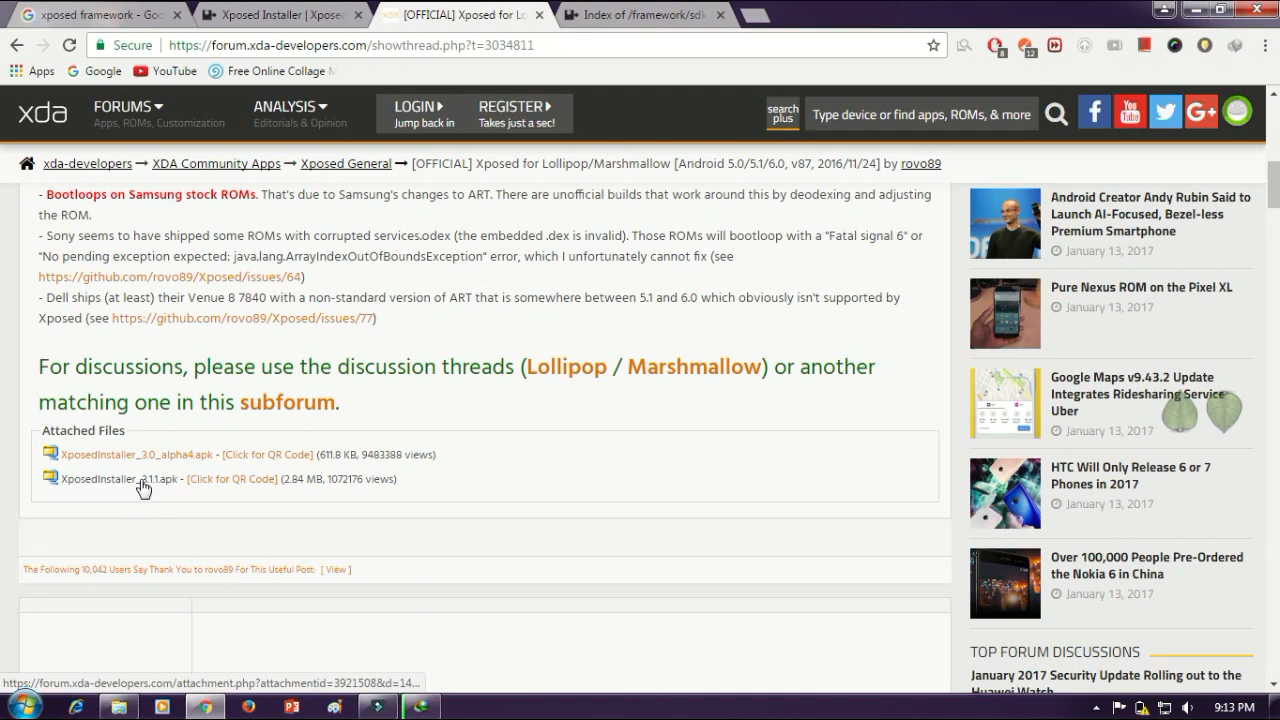 xposed framework - Goo
Xposed Installer | Xposed
[OFFICIAL] Xposed for Lo
Index of /framework/sdk
Secure
https://forum.xda-developers.com/showthread.php?t=3034811
8
12
Apps
Google
YouTube
Free Online Collage M
xda
FORUMS
Apps, ROMs, Customization
ANALYSIS
Editorials & Opinion
LOGIN
Jump back in
REGISTER
Takes just a sec!
search
plus
Type device or find apps, ROMs, & more
f
You
Tube
G+
xda-developers → XDA Community Apps → Xposed General → [OFFICIAL] Xposed for Lollipop/Marshmallow [Android 5.0/5.1/6.0, v87, 2016/11/24] by rovo89
- Bootloops on Samsung stock ROMs. That's due to Samsung's changes to ART. There are unofficial builds that work around this by deodexing and adjusting
the ROM.
- Sony seems to have shipped some ROMs with corrupted services.odex (the embedded .dex is invalid). Those ROMs will bootloop with a "Fatal signal 6" or
"No pending exception expected: java.lang.ArrayIndexOutOfBoundsException" error, which I unfortunately cannot fix (see
https://github.com/rovo89/Xposed/issues/64)
- Dell ships (at least) their Venue 8 7840 with a non-standard version of ART that is somewhere between 5.1 and 6.0 which obviously isn't supported by
Xposed (see https://github.com/rovo89/Xposed/issues/77)
For discussions, please use the discussion threads (Lollipop / Marshmallow) or another
matching one in this subforum.
Attached Files
XposedInstaller_3.0_alpha4.apk - [Click for QR Code] (611.8 KB, 9483388 views)
XposedInstaller_3.1.1.apk - [Click for QR Code] (2.84 MB, 1072176 views)
The Following 10,042 Users Say Thank You to rovo89 For This Useful Post: [ View ]
Android Creator Andy Rubin Said to
Launch AI-Focused, Bezel-less
Premium Smartphone
January 13, 2017
Pure Nexus ROM on the Pixel XL
January 13, 2017
Google Maps v9.43.2 Update
Integrates Ridesharing Service
Uber
January 13, 2017
HTC Will Only Release 6 or 7
Phones in 2017
January 13, 2017
Over 100,000 People Pre-Ordered
the Nokia 6 in China
January 13, 2017
TOP FORUM DISCUSSIONS
January 2017 Security Update Rolling out to the
Huawei Watch
https://forum.xda-developers.com/attachment.php?attachmentid=3921508&d=14...
9:13 PM